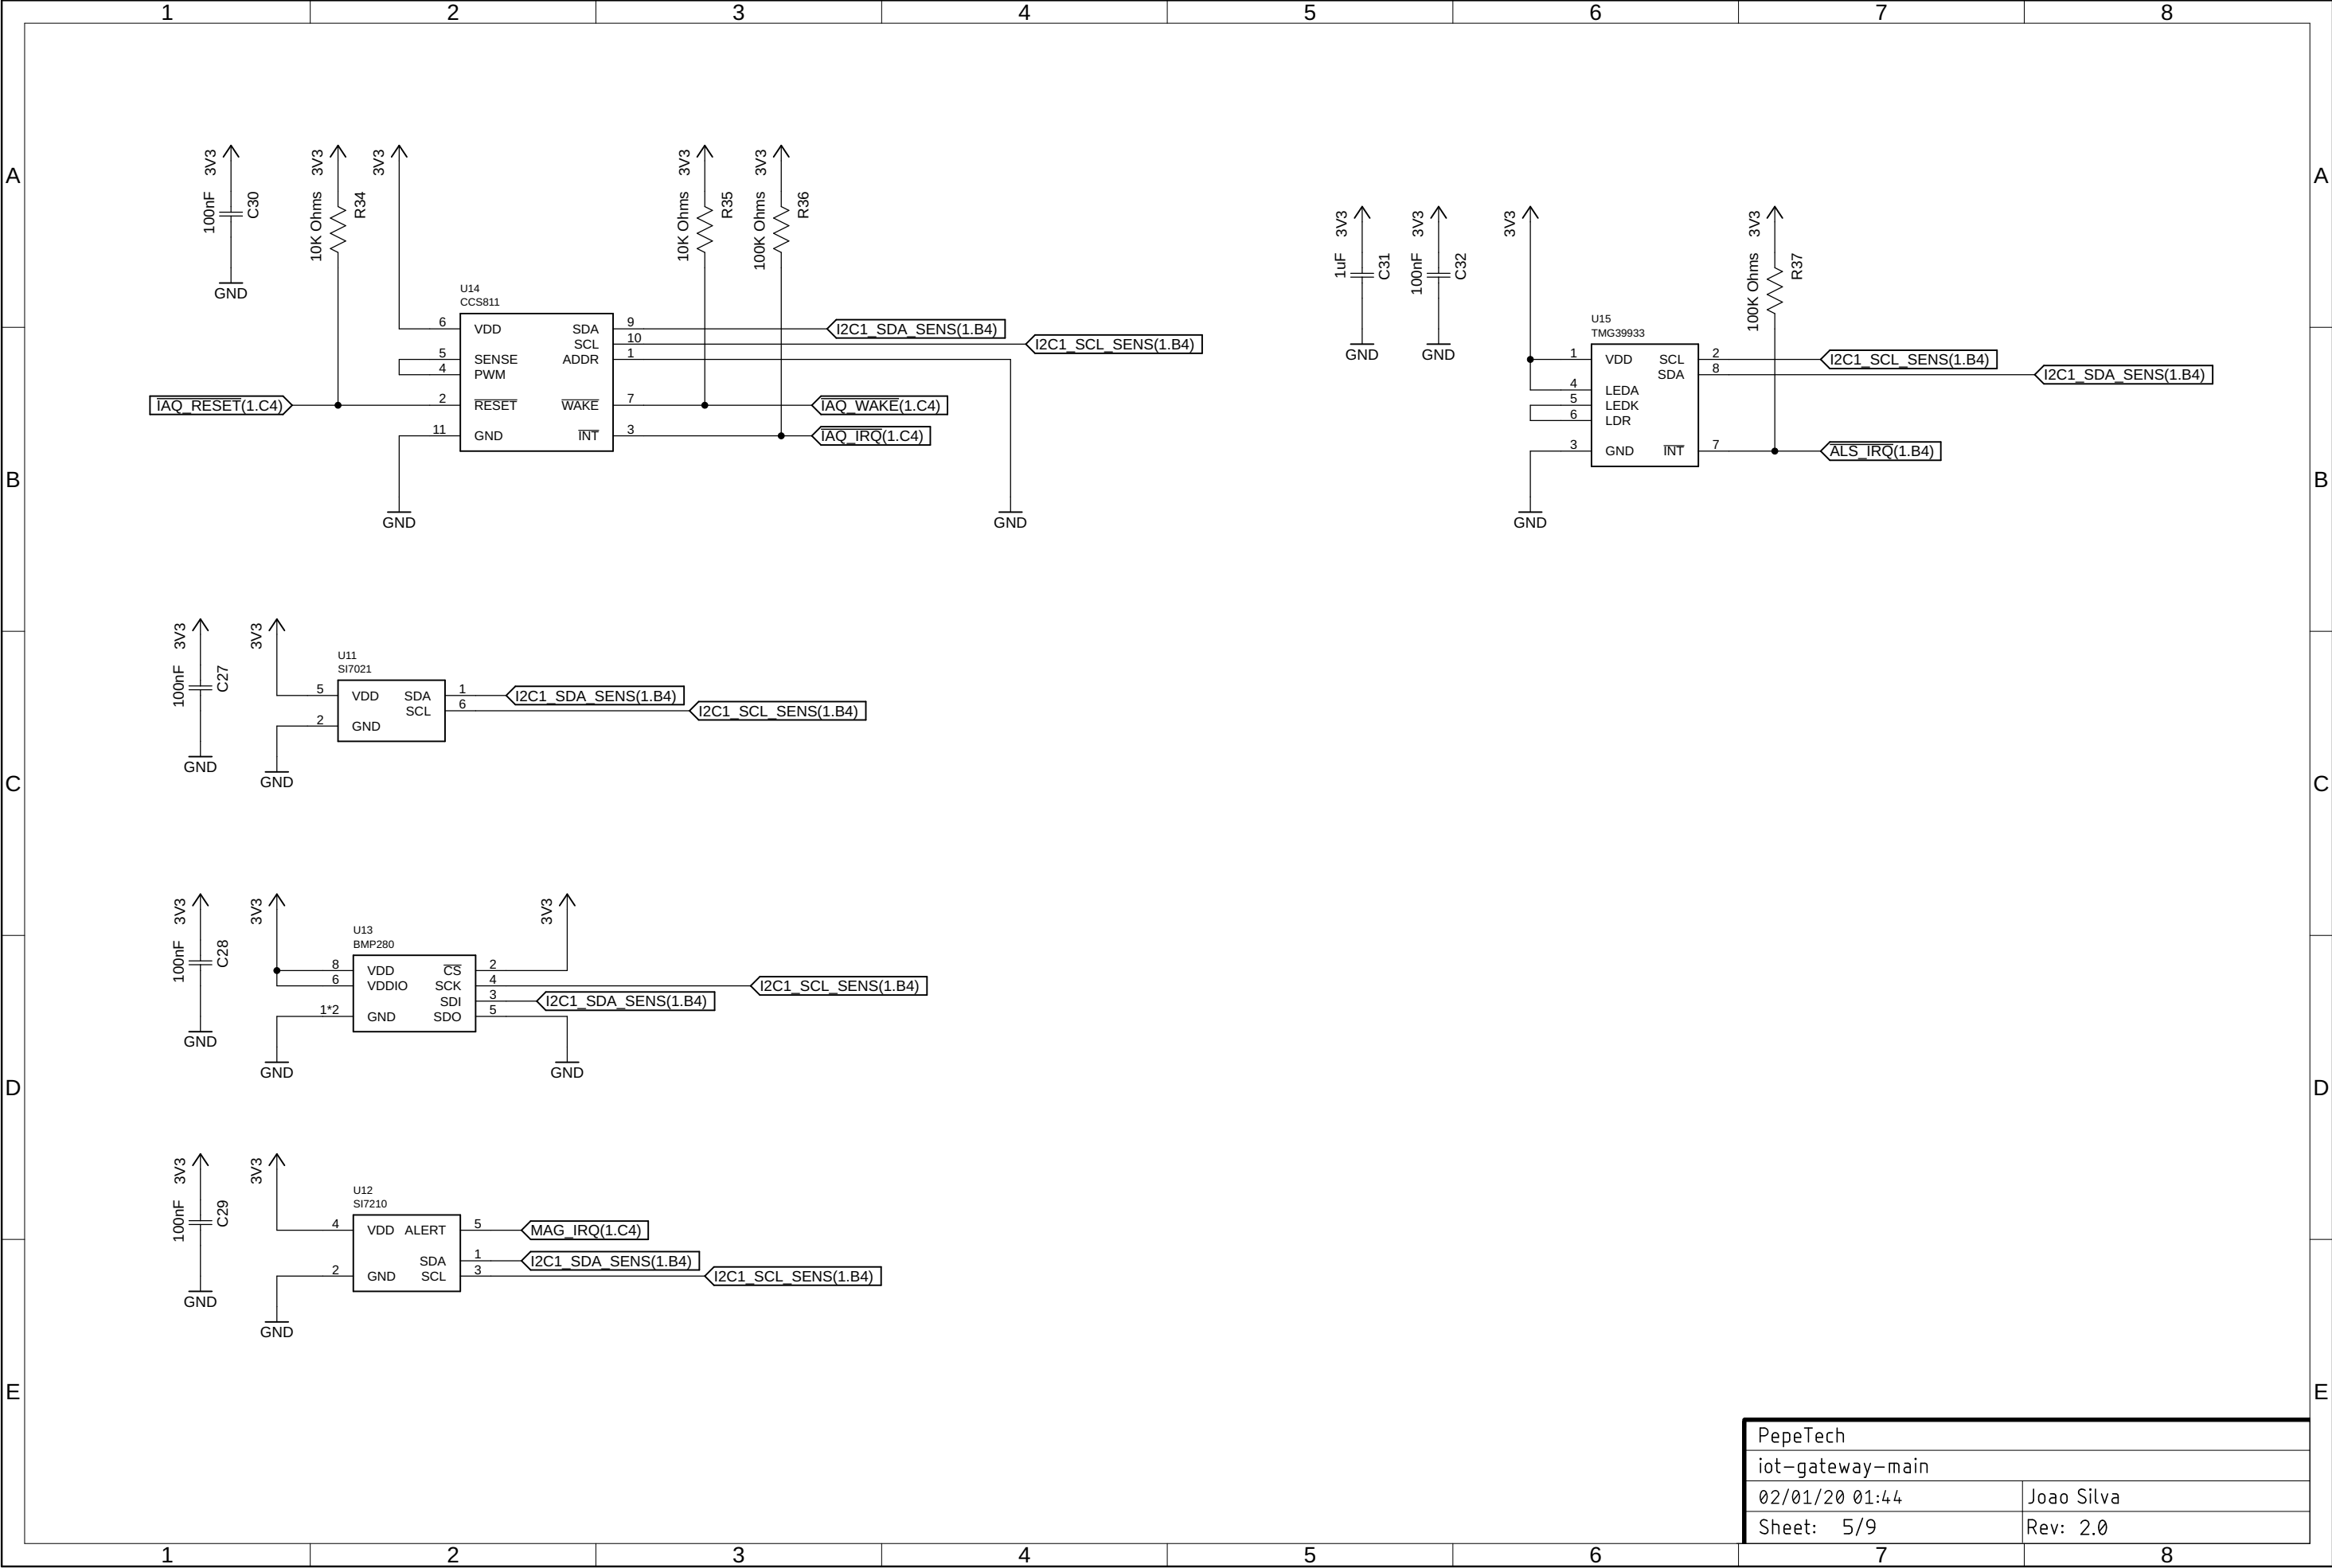 1 2 3 4 5 6 7 8
A A
3V3 3V3 3V3 3V3 3V3
100nF C30
10K Ohms R34
10K Ohms R35
100K Ohms R36
GND
U14
CCS811
6 VDD SDA 9 I2C1_SDA_SENS(1.B4)
SCL 10 I2C1_SCL_SENS(1.B4)
5 SENSE ADDR 1
4 PWM
IAQ_RESET(1.C4) 2 RESET WAKE 7 IAQ_WAKE(1.C4)
11 GND INT 3 IAQ_IRQ(1.C4)
GND GND
3V3 3V3 3V3 3V3
1uF C31
100nF C32
100K Ohms R37
GND GND
U15
TMG39933
1 VDD SCL 2 I2C1_SCL_SENS(1.B4)
SDA 8 I2C1_SDA_SENS(1.B4)
4 LEDA
5 LEDK
6 LDR
3 GND INT 7 ALS_IRQ(1.B4)
GND
B B
3V3 3V3
100nF C27
U11
SI7021
5 VDD SDA 1 I2C1_SDA_SENS(1.B4)
SCL 6 I2C1_SCL_SENS(1.B4)
2 GND
GND GND
C C
3V3 3V3 3V3
100nF C28
U13
BMP280
8 VDD CS 2
6 VDDIO SCK 4 I2C1_SCL_SENS(1.B4)
SDI 3 I2C1_SDA_SENS(1.B4)
1*2 GND SDO 5
GND GND GND
D D
3V3 3V3
100nF C29
U12
SI7210
4 VDD ALERT 5 MAG_IRQ(1.C4)
SDA 1 I2C1_SDA_SENS(1.B4)
2 GND SCL 3 I2C1_SCL_SENS(1.B4)
GND GND
E E
PepeTech
iot-gateway-main
02/01/20 01:44 Joao Silva
Sheet: 5/9 Rev: 2.0
1 2 3 4 5 6 7 8